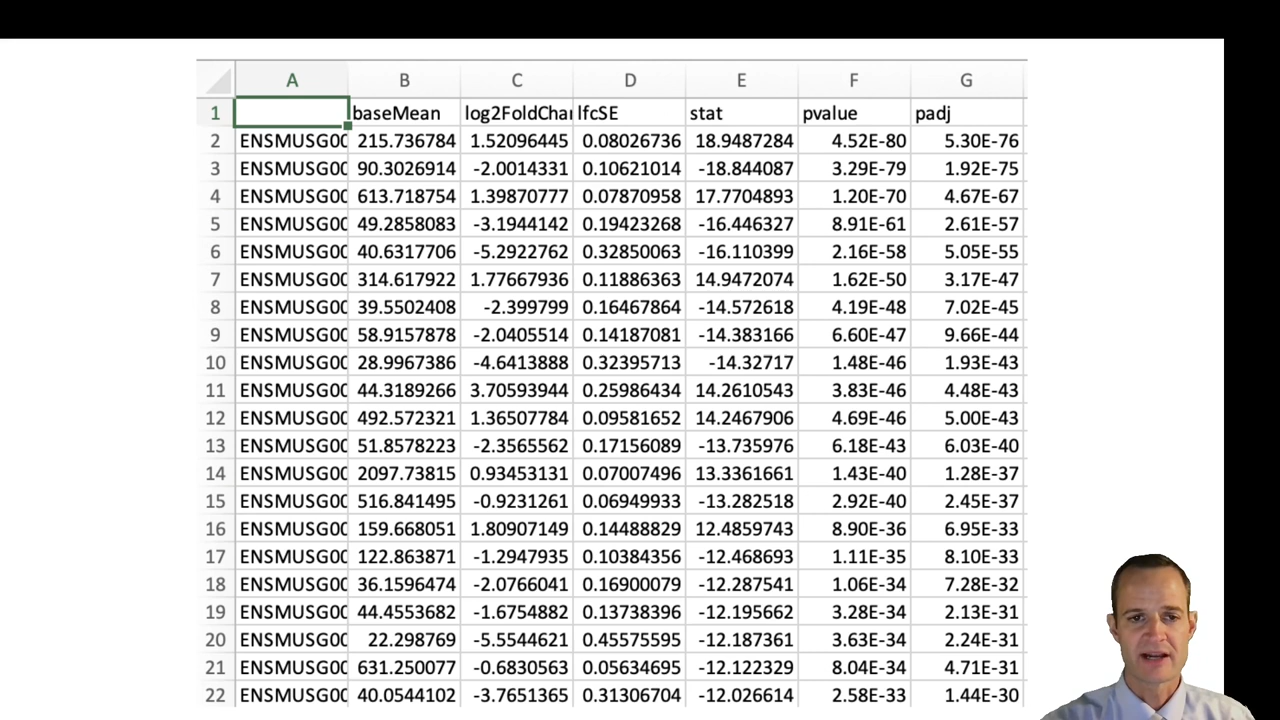 A B C D E F G
1 baseMean log2FoldChan lfcSE stat pvalue padj
2 ENSMUSG00 215.736784 1.52096445 0.08026736 18.9487284 4.52E-80 5.30E-76
3 ENSMUSG00 90.3026914 -2.0014331 0.10621014 -18.844087 3.29E-79 1.92E-75
4 ENSMUSG00 613.718754 1.39870777 0.07870958 17.7704893 1.20E-70 4.67E-67
5 ENSMUSG00 49.2858083 -3.1944142 0.19423268 -16.446327 8.91E-61 2.61E-57
6 ENSMUSG00 40.6317706 -5.2922762 0.32850063 -16.110399 2.16E-58 5.05E-55
7 ENSMUSG00 314.617922 1.77667936 0.11886363 14.9472074 1.62E-50 3.17E-47
8 ENSMUSG00 39.5502408 -2.399799 0.16467864 -14.572618 4.19E-48 7.02E-45
9 ENSMUSG00 58.9157878 -2.0405514 0.14187081 -14.383166 6.60E-47 9.66E-44
10 ENSMUSG00 28.9967386 -4.6413888 0.32395713 -14.32717 1.48E-46 1.93E-43
11 ENSMUSG00 44.3189266 3.70593944 0.25986434 14.2610543 3.83E-46 4.48E-43
12 ENSMUSG00 492.572321 1.36507784 0.09581652 14.2467906 4.69E-46 5.00E-43
13 ENSMUSG00 51.8578223 -2.3565562 0.17156089 -13.735976 6.18E-43 6.03E-40
14 ENSMUSG00 2097.73815 0.93453131 0.07007496 13.3361661 1.43E-40 1.28E-37
15 ENSMUSG00 516.841495 -0.9231261 0.06949933 -13.282518 2.92E-40 2.45E-37
16 ENSMUSG00 159.668051 1.80907149 0.14488829 12.4859743 8.90E-36 6.95E-33
17 ENSMUSG00 122.863871 -1.2947935 0.10384356 -12.468693 1.11E-35 8.10E-33
18 ENSMUSG00 36.1596474 -2.0766041 0.16900079 -12.287541 1.06E-34 7.28E-32
19 ENSMUSG00 44.4553682 -1.6754882 0.13738396 -12.195662 3.28E-34 2.13E-31
20 ENSMUSG00 22.298769 -5.5544621 0.45575595 -12.187361 3.63E-34 2.24E-31
21 ENSMUSG00 631.250077 -0.6830563 0.05634695 -12.122329 8.04E-34 4.71E-31
22 ENSMUSG00 40.0544102 -3.7651365 0.31306704 -12.026614 2.58E-33 1.44E-30